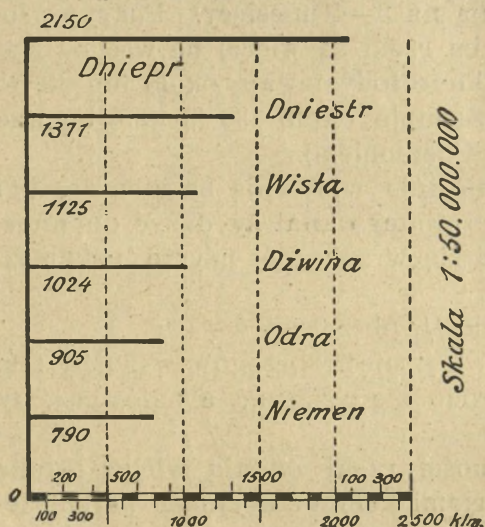 2150
Dniepr
Dniestr
1371
Wisła
1125
Dźwina
1024
Odra
905
Niemen
790
Skala 1:50.000.000
200 500 1500 100 300
0
100 300 1000 2000 2500 klm.